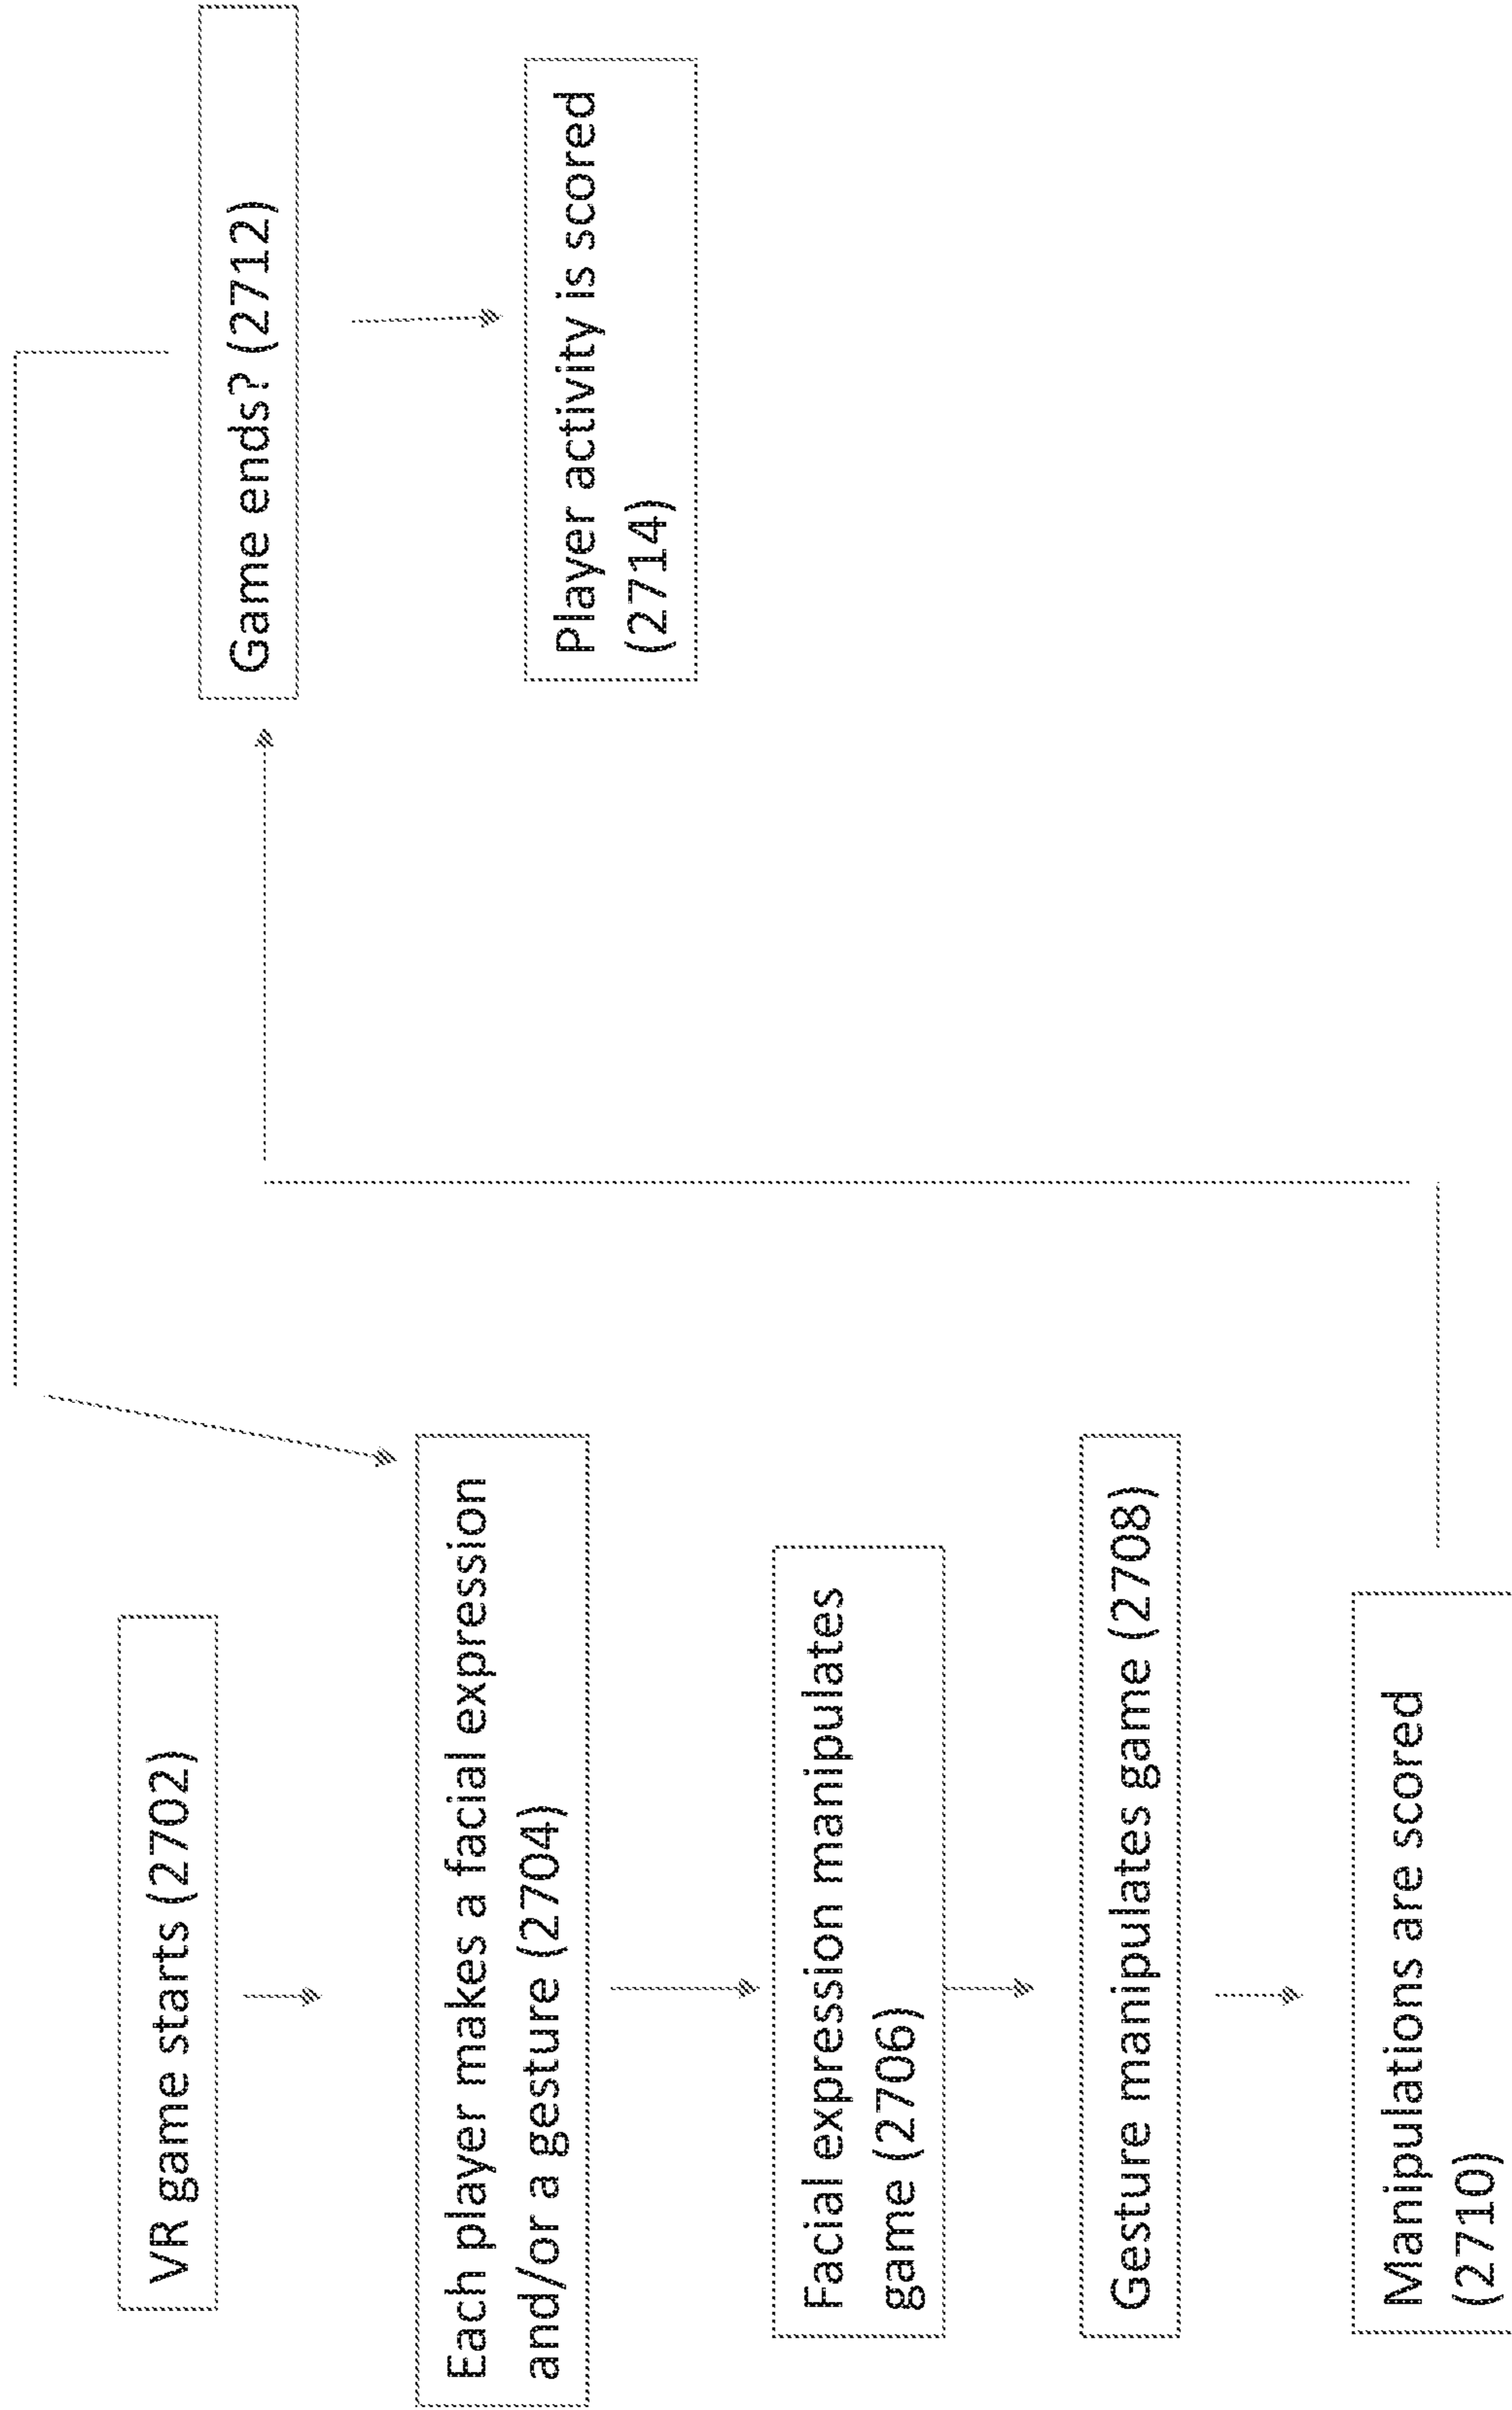 VR game starts (2702)
Each player makes a facial expression
and/or a gesture (2704)
Facial expression manipulates
game (2706)
Gesture manipulates game (2708)
Manipulations are scored
(2710)
Game ends? (2712)
Player activity is scored
(2714)